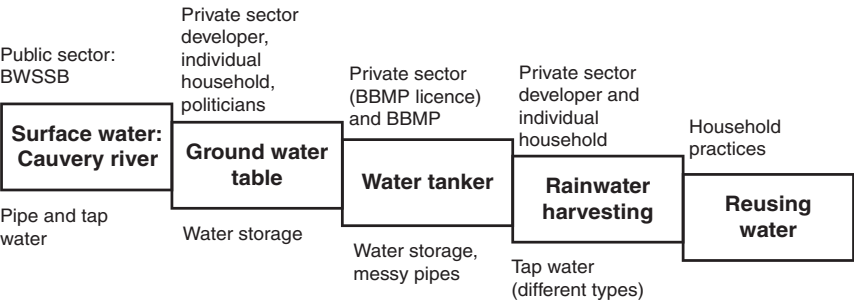 Public sector:
BWSSB
Surface water:
Cauvery river
Pipe and tap
water
Private sector
developer,
individual
household,
politicians
Ground water
table
Water storage
Private sector
(BBMP licence)
and BBMP
Water tanker
Water storage,
messy pipes
Private sector
developer and
individual
household
Rainwater
harvesting
Tap water
(different types)
Household
practices
Reusing
water